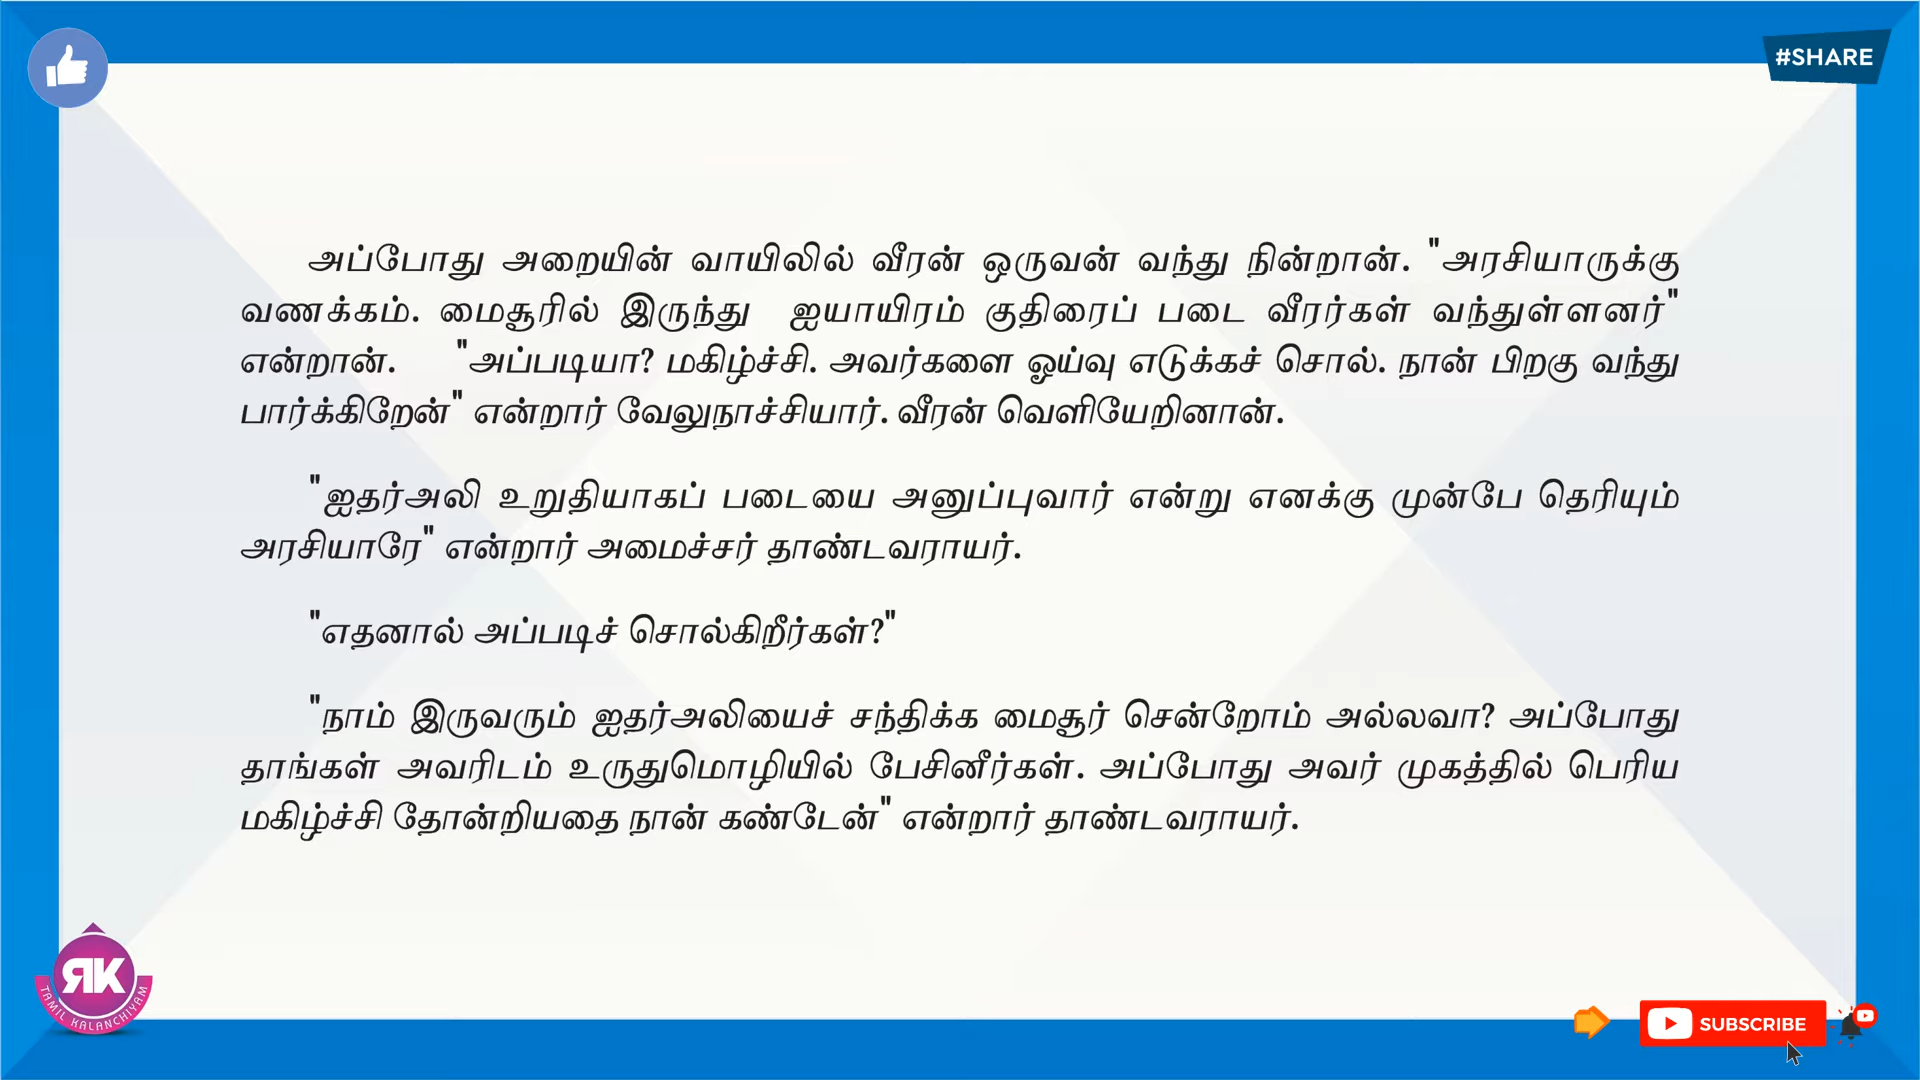 #SHARE
அப்போது அறையின் வாயிலில் வீரன் ஒருவன் வந்து நின்றான். "அரசியாருக்கு
வணக்கம். மைசூரில் இருந்து ஐயாயிரம் குதிரைப் படை வீரர்கள் வந்துள்ளனர்"
என்றான். "அப்படியா? மகிழ்ச்சி. அவர்களை ஓய்வு எடுக்கச் சொல். நான் பிறகு வந்து
பார்க்கிறேன்" என்றார் வேலுநாச்சியார். வீரன் வெளியேறினான்.
"ஐதர்அலி உறுதியாகப் படையை அனுப்புவார் என்று எனக்கு முன்பே தெரியும்
அரசியாரே" என்றார் அமைச்சர் தாண்டவராயர்.
"எதனால் அப்படிச் சொல்கிறீர்கள்?"
"நாம் இருவரும் ஐதர்அலியைச் சந்திக்க மைசூர் சென்றோம் அல்லவா? அப்போது
தாங்கள் அவரிடம் உருதுமொழியில் பேசினீர்கள். அப்போது அவர் முகத்தில் பெரிய
மகிழ்ச்சி தோன்றியதை நான் கண்டேன்" என்றார் தாண்டவராயர்.
RK
TAMIL KALANCHIYAM
SUBSCRIBE